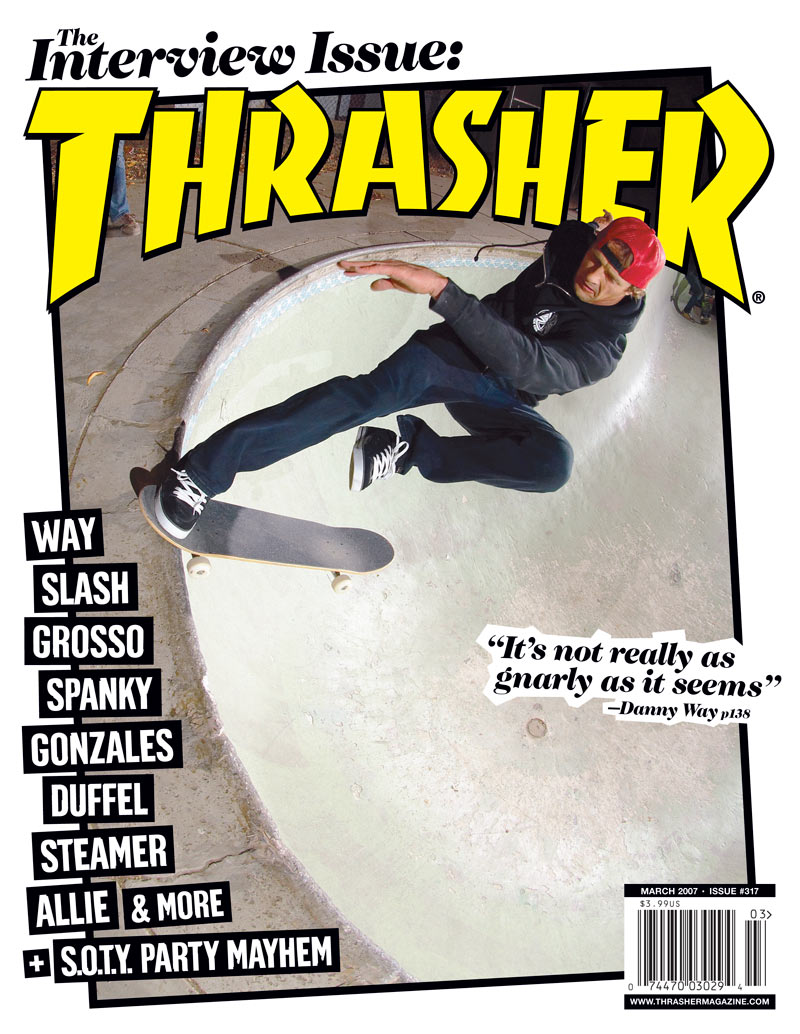 The
Interview Issue:
THRASHER
®
WAY
SLASH
GROSSO
SPANKY
GONZALES
DUFFEL
STEAMER
ALLIE & MORE
+ S.O.T.Y. PARTY MAYHEM
“It’s not really as
gnarly as it seems”
—Danny Way p138
MARCH 2007 · ISSUE #317
$3.99US
03>
0 74470 03029 4
WWW.THRASHERMAGAZINE.COM